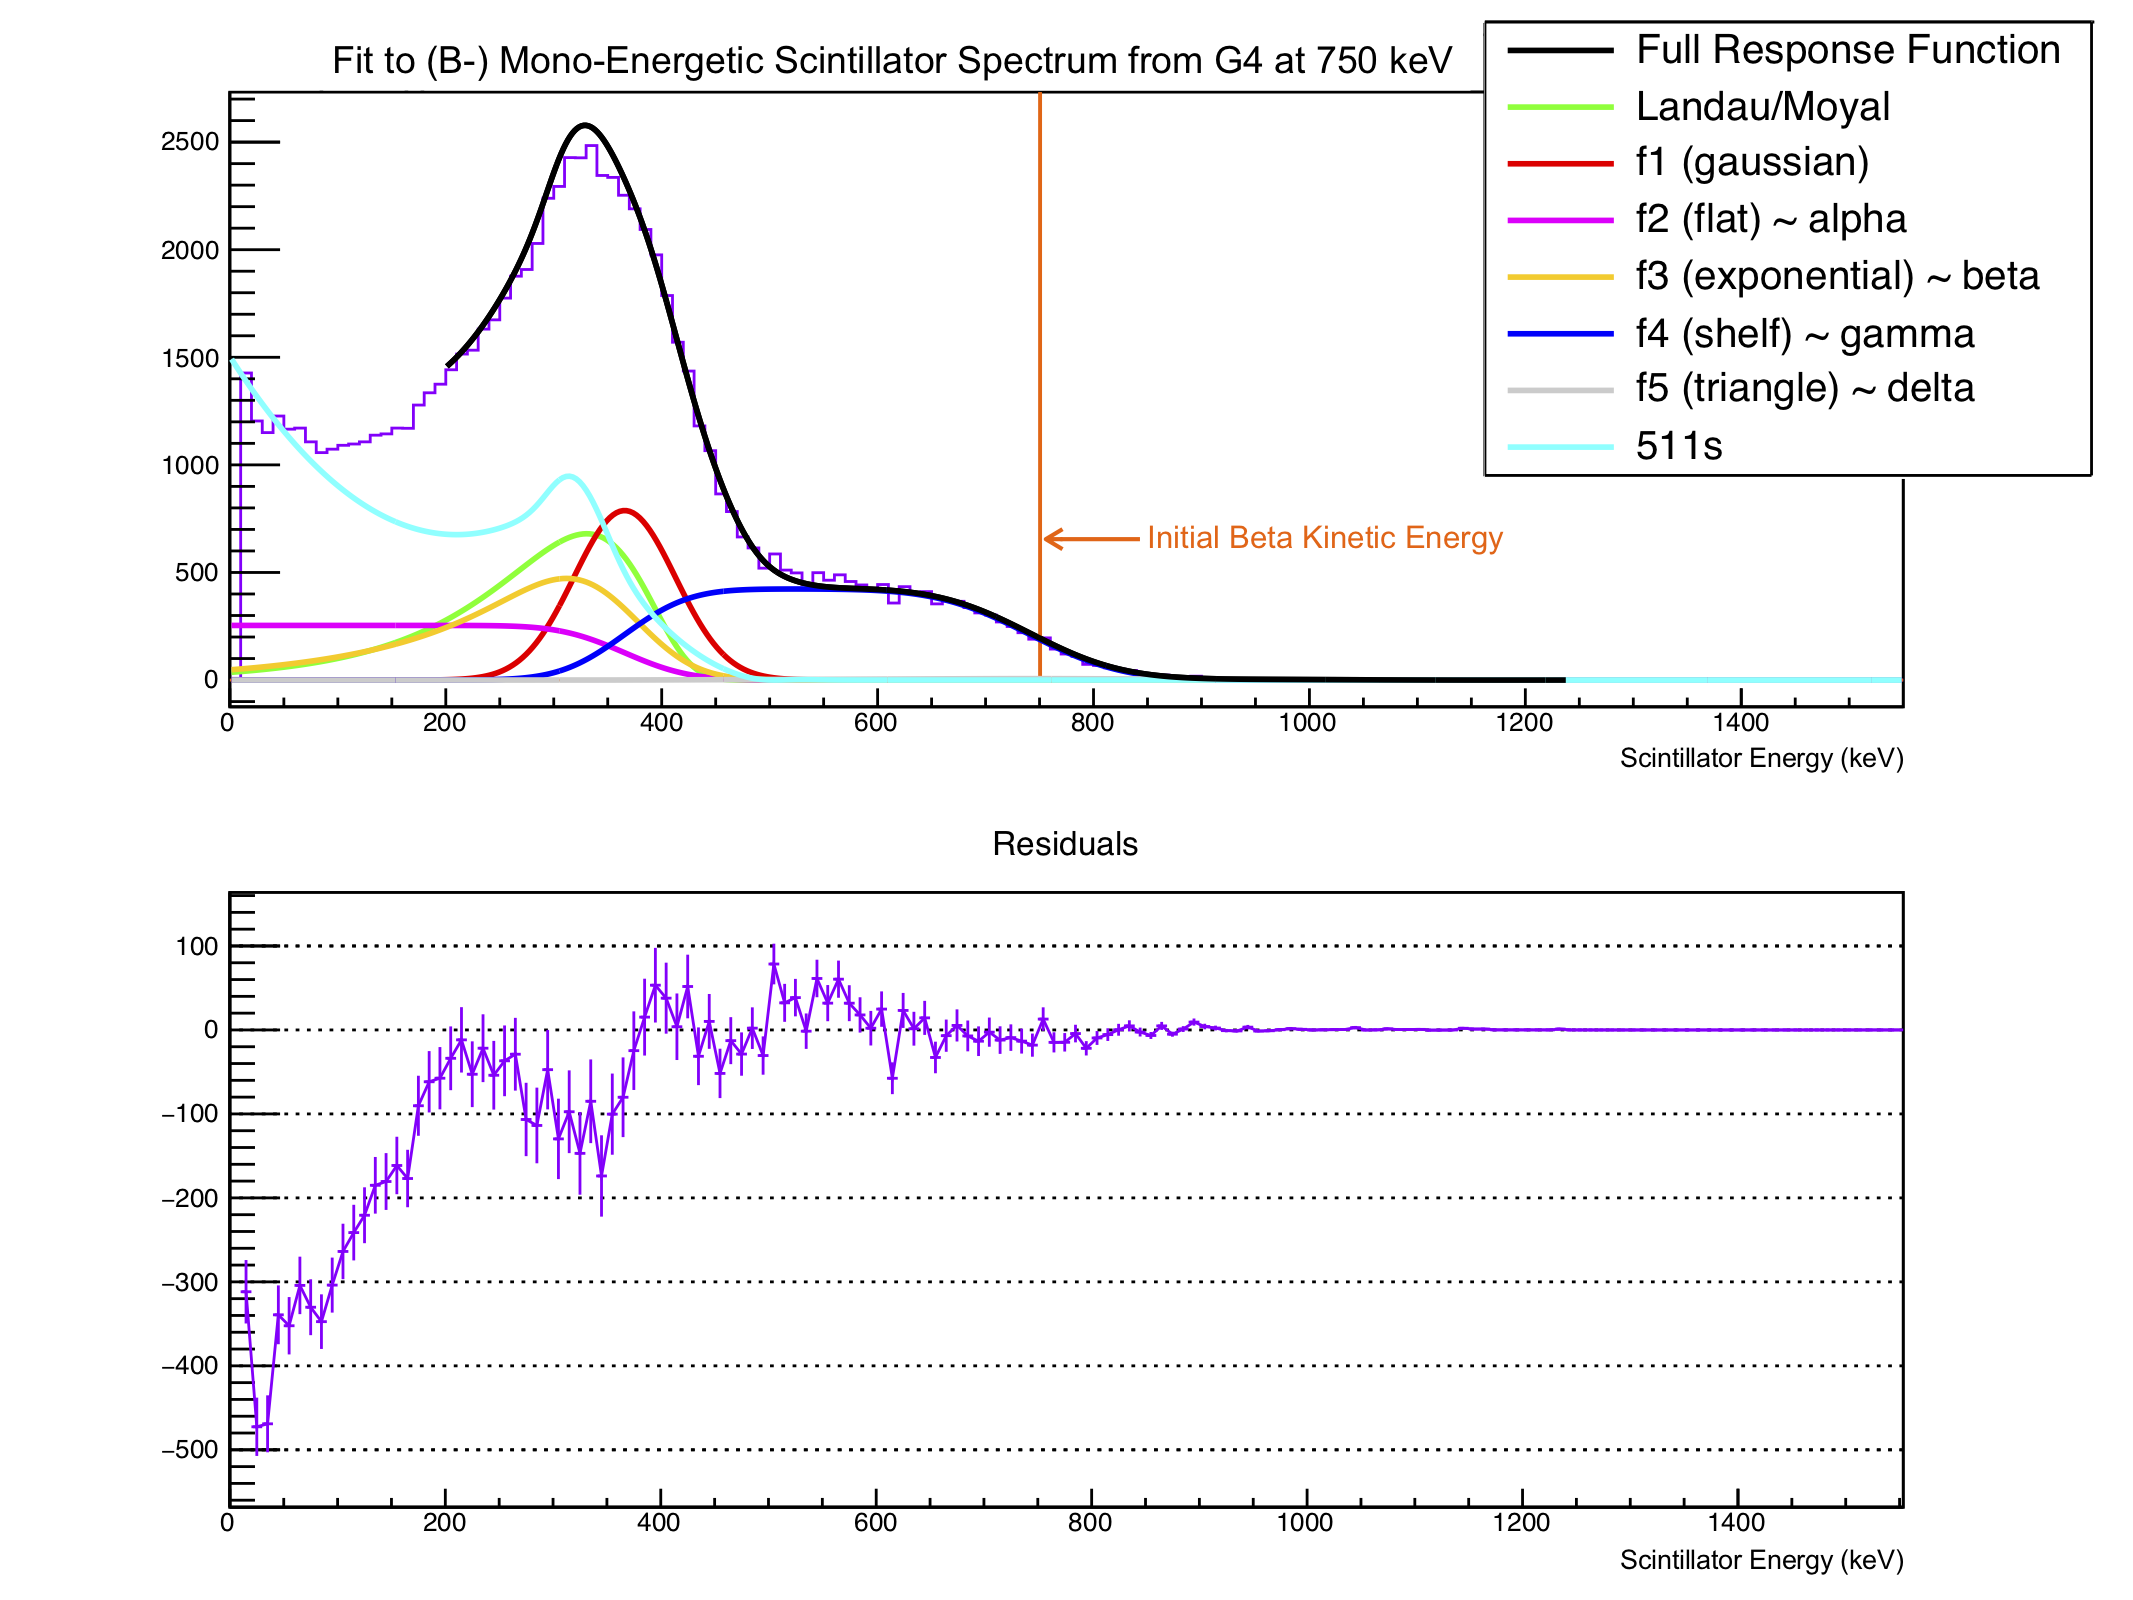 Fit to (B-) Mono-Energetic Scintillator Spectrum from G4 at 750 keV
Full Response Function
Landau/Moyal
f1 (gaussian)
f2 (flat) ~ alpha
f3 (exponential) ~ beta
f4 (shelf) ~ gamma
f5 (triangle) ~ delta
511s
2500
2000
1500
1000
500
0
Initial Beta Kinetic Energy
0 200 400 600 800 1000 1200 1400
Scintillator Energy (keV)
Residuals
100
0
−100
−200
−300
−400
−500
0 200 400 600 800 1000 1200 1400
Scintillator Energy (keV)